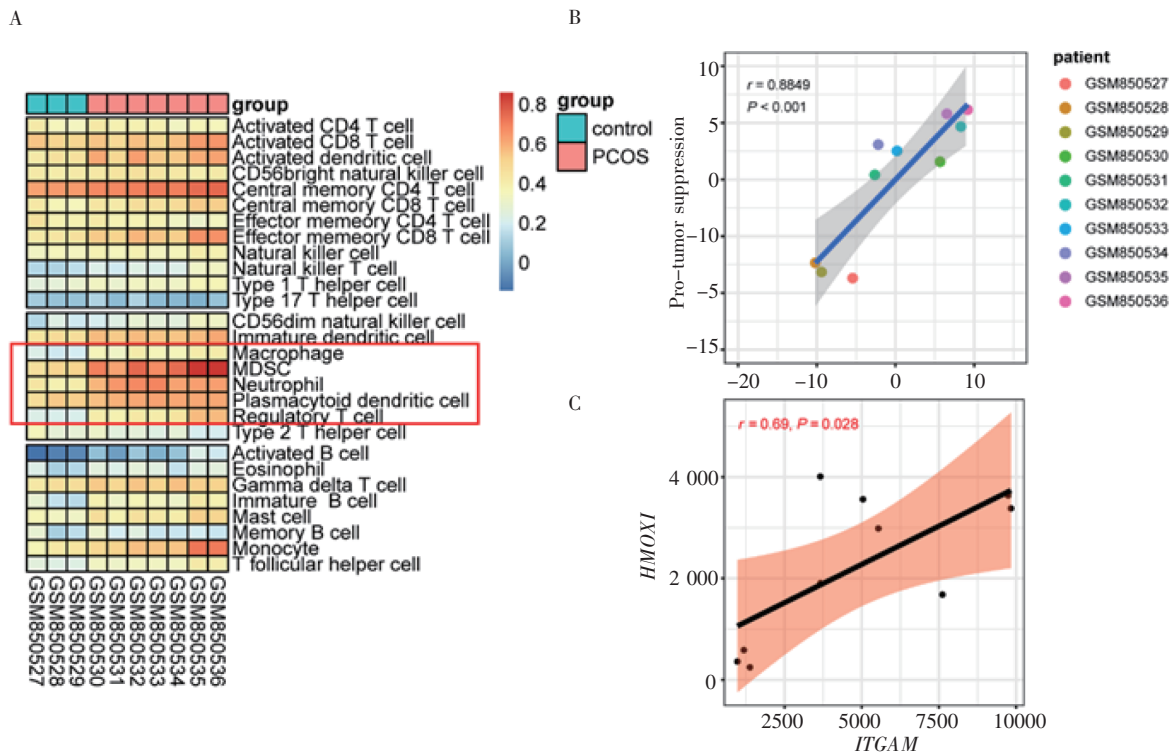 A
group
Activated CD4 T cell
Activated CD8 T cell
Activated dendritic cell
CD56bright natural killer cell
Central memory CD4 T cell
Central memory CD8 T cell
Effector memeory CD4 T cell
Effector memeory CD8 T cell
Natural killer cell
Natural killer T cell
Type 1 T helper cell
Type 17 T helper cell
CD56dim natural killer cell
Immature dendritic cell
Macrophage
MDSC
Neutrophil
Plasmacytoid dendritic cell
Regulatory T cell
Type 2 T helper cell
Activated B cell
Eosinophil
Gamma delta T cell
Immature B cell
Mast cell
Memory B cell
Monocyte
T follicular helper cell
GSM850527
GSM850528
GSM850529
GSM850530
GSM850531
GSM850532
GSM850533
GSM850534
GSM850535
GSM850536
0.8
0.6
0.4
0.2
0
group
control
PCOS
B
r = 0.8849
P < 0.001
Pro-tumor suppression
10
5
0
-10
-5
-15
-20
-10
0
10
patient
GSM850527
GSM850528
GSM850529
GSM850530
GSM850531
GSM850532
GSM850533
GSM850534
GSM850535
GSM850536
C
r = 0.69, P = 0.028
HMOXI
4 000
2 000
0
2500
5000
7500
10000
ITGAM